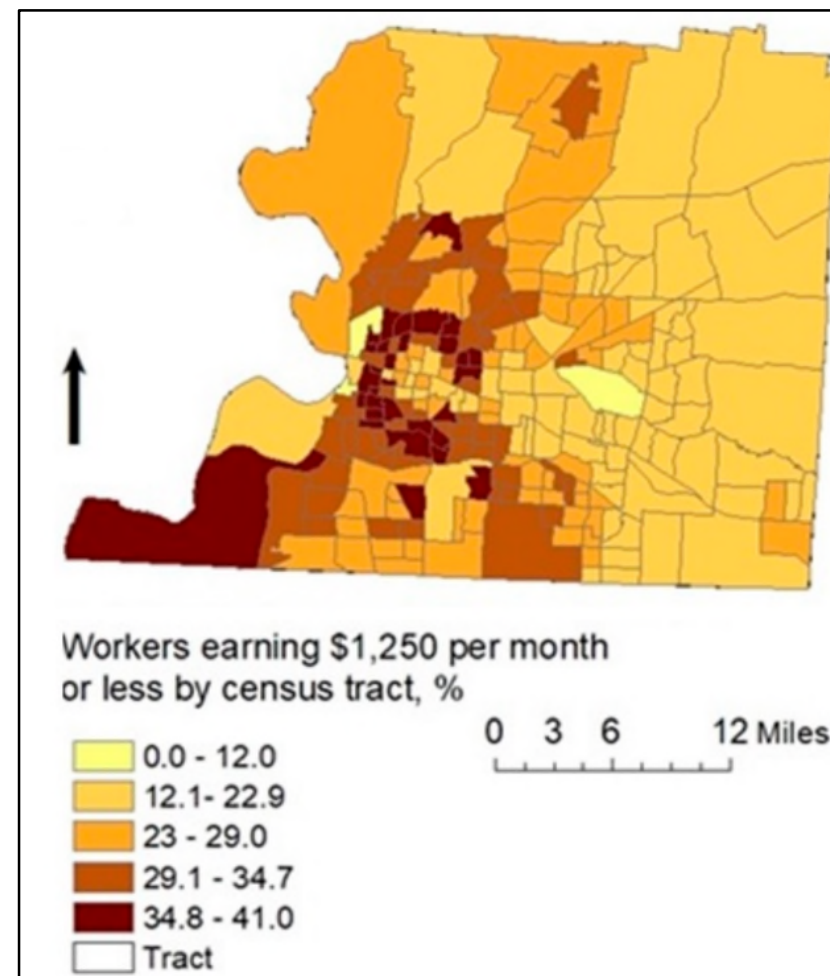 Workers earning $1,250 per month
or less by census tract, %
0 3 6 12 Miles
0.0 - 12.0
12.1- 22.9
23 - 29.0
29.1 - 34.7
34.8 - 41.0
Tract